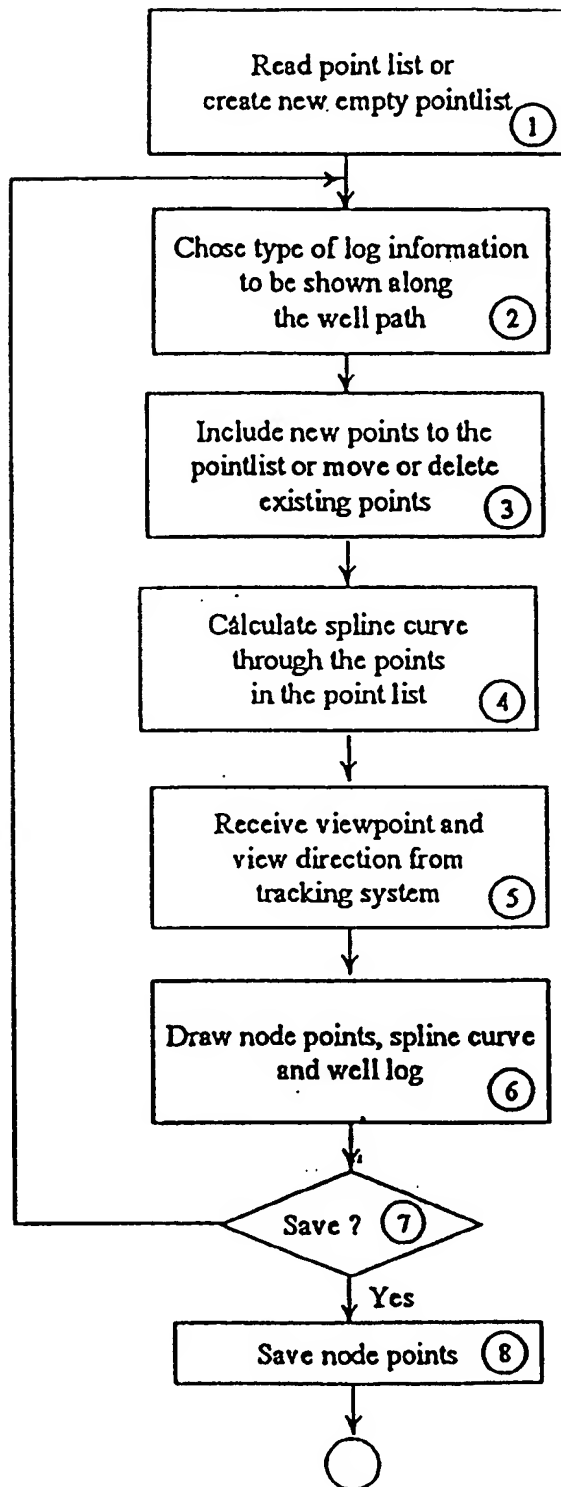 Read point list or
create new empty pointlist
1
Chose type of log information
to be shown along
the well path
2
Include new points to the
pointlist or move or delete
existing points
3
Calculate spline curve
through the points
in the point list
4
Receive viewpoint and
view direction from
tracking system
5
Draw node points, spline curve
and well log
6
Save ? 7
Yes
Save node points 8